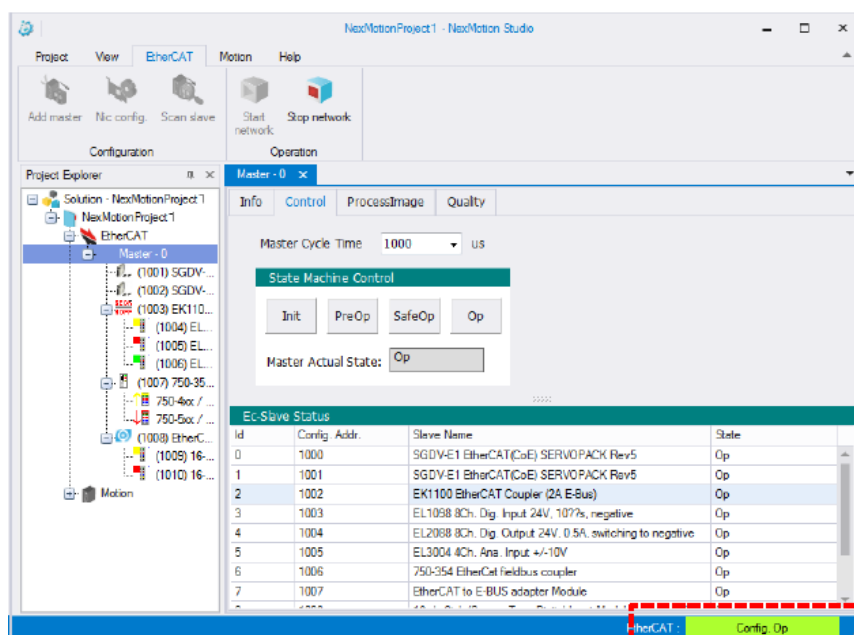 NexMotionProject1 - NexMotion Studio
Project View EtherCAT Motion Help
Add master Nic config. Scan slave Start network Stop network
Configuration Operation
Project Explorer
Solution - NexMotionProject1
NexMotionProject1
EtherCAT
Master - 0
(1001) SGDV-...
(1002) SGDV-...
(1003) EK110...
(1004) EL...
(1005) EL...
(1006) EL...
(1007) 750-35...
750-4xx / ...
750-5xx / ...
(1008) EtherC...
(1009) 16-...
(1010) 16-...
Motion
Master - 0
Info Control ProcessImage Quality
Master Cycle Time 1000 us
State Machine Control
Init PreOp SafeOp Op
Master Actual State: Op
Ec-Slave Status
Id Config. Addr. Slave Name State
0 1000 SGDV-E1 EtherCAT(CoE) SERVOPACK Rev5 Op
1 1001 SGDV-E1 EtherCAT(CoE) SERVOPACK Rev5 Op
2 1002 EK1100 EtherCAT Coupler (2A E-Bus) Op
3 1003 EL1098 8Ch. Dig. Input 24V, 10??s, negative Op
4 1004 EL2088 8Ch. Dig. Output 24V, 0.5A, switching to negative Op
5 1005 EL3004 4Ch. Ana. Input +/-10V Op
6 1006 750-354 EtherCat fieldbus coupler Op
7 1007 EtherCAT to E-BUS adapter Module Op
EtherCAT : Config. Op